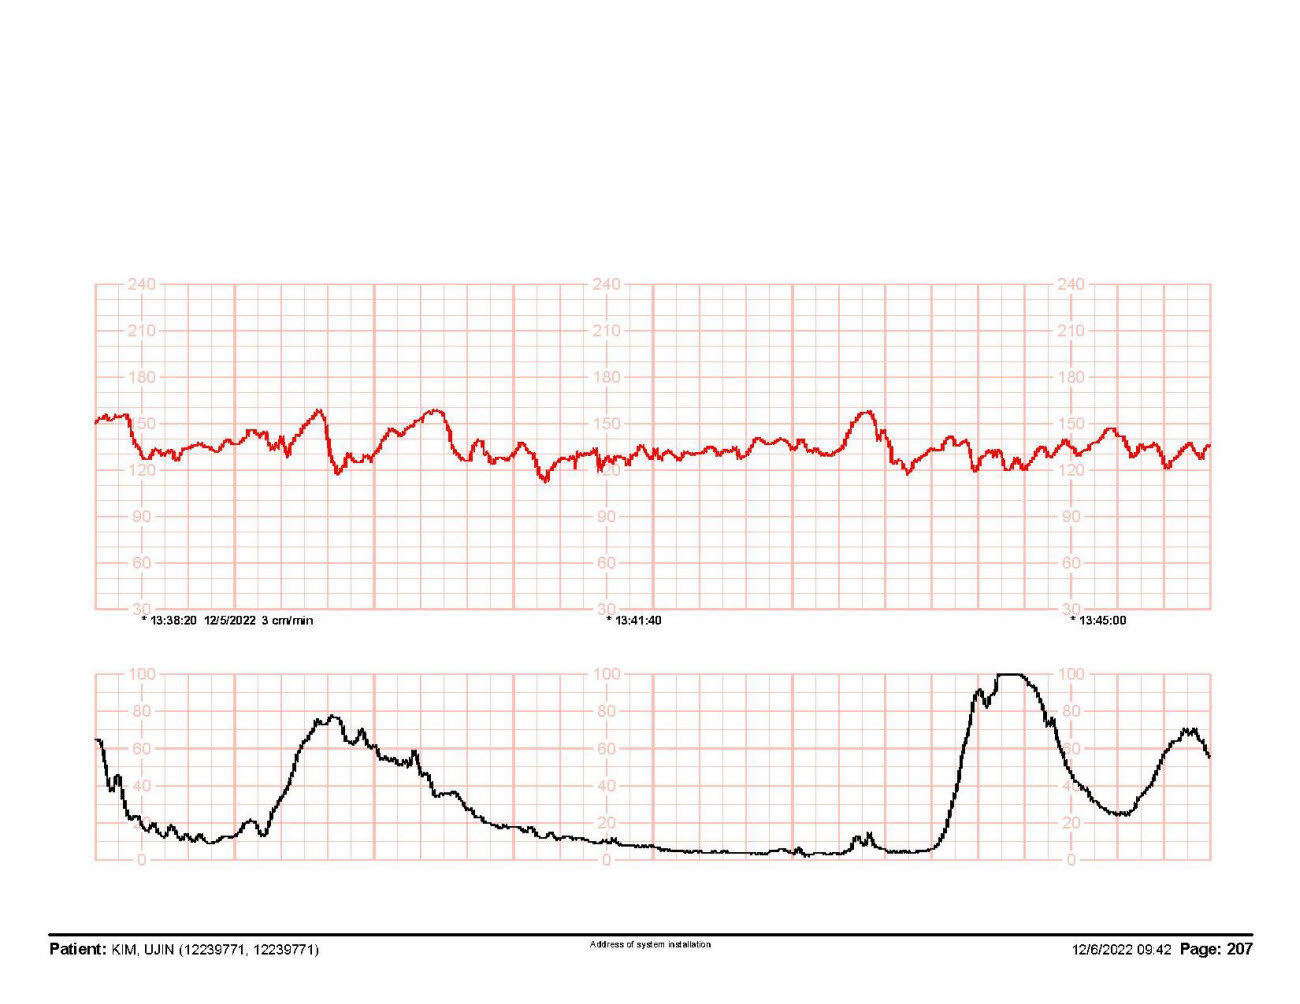 240 240 240
210 210 210
180 180 180
150 150 150
120 120 120
90 90 90
60 60 60
30 30 30
* 13:38:20 12/5/2022 3 cm/min * 13:41:40 * 13:45:00
100 100 100
80 80 80
60 60 60
40 40 40
20 20 20
0 0 0
Patient: KIM, UJIN (12239771, 12239771) Address of system installation 12/6/2022 09:42 Page: 207